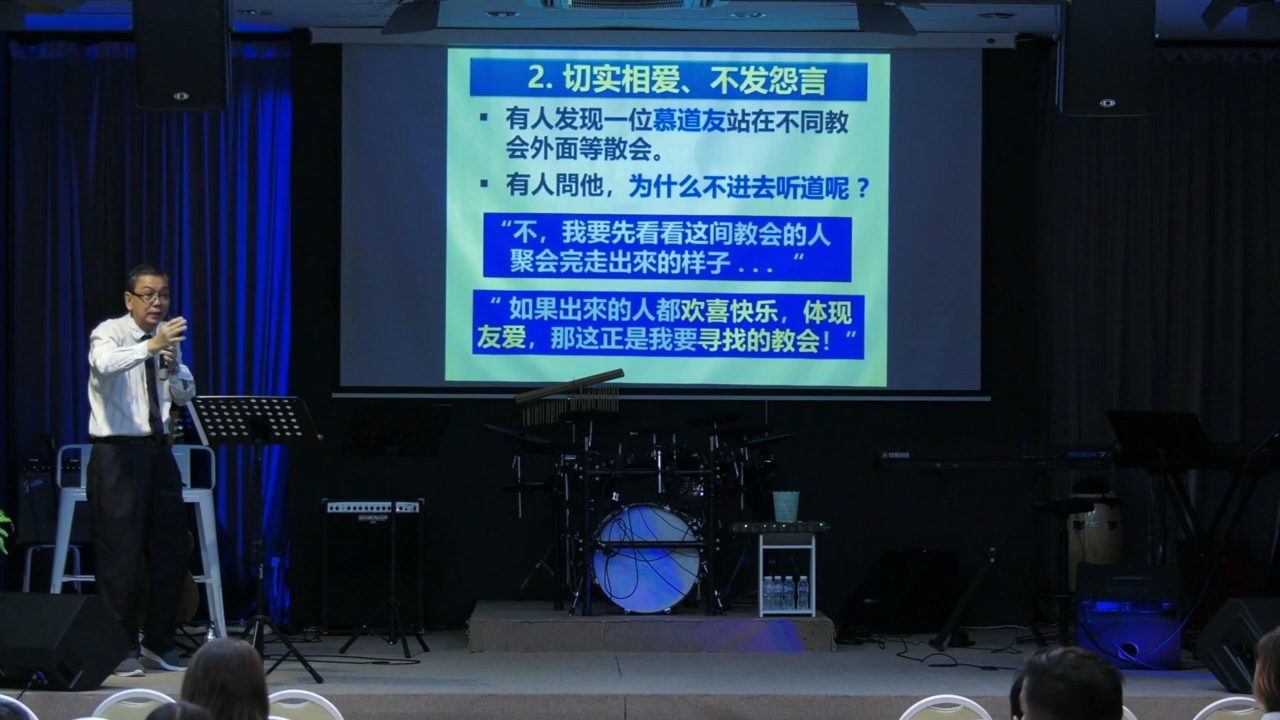 2. 切实相爱、不发怨言
▪ 有人发现一位慕道友站在不同教
会外面等散会。
▪ 有人問他，为什么不进去听道呢？
“不，我要先看看这间教会的人
聚会完走出來的样子 . . . “
“ 如果出來的人都欢喜快乐，体现
友爱，那这正是我要寻找的教会！”
YAMAHA